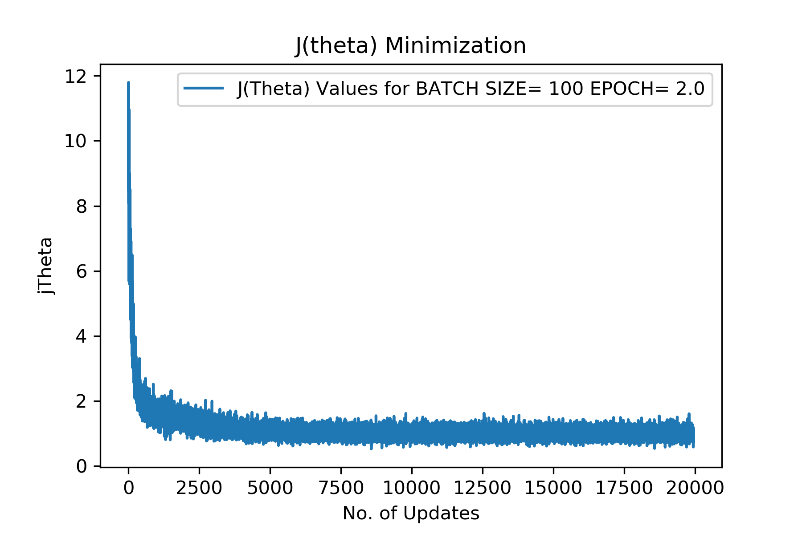 J(theta) Minimization
J(Theta) Values for BATCH SIZE= 100 EPOCH= 2.0
12
10
8
6
4
2
0
jTheta
0 2500 5000 7500 10000 12500 15000 17500 20000
No. of Updates